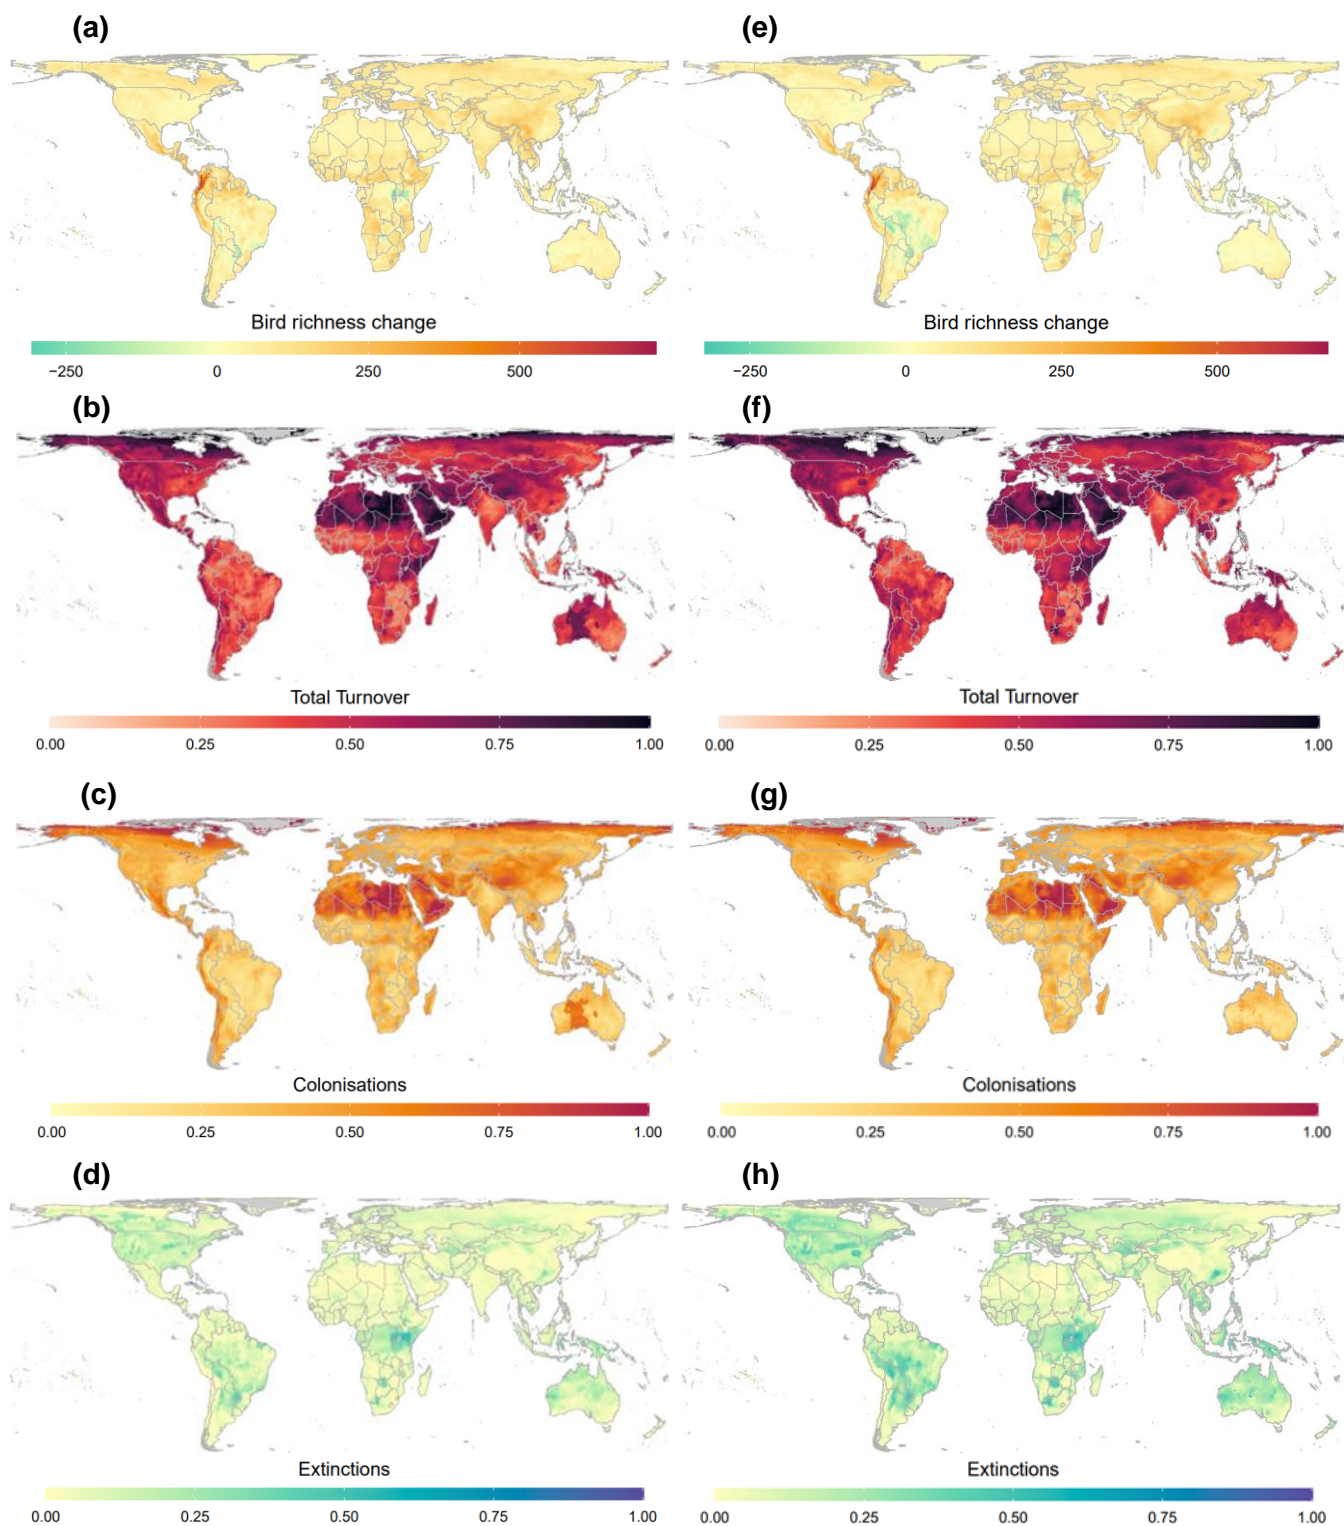 (a) (e)
Bird richness change Bird richness change
−250 0 250 500 −250 0 250 500
(b) (f)
Total Turnover Total Turnover
0.00 0.25 0.50 0.75 1.00 0.00 0.25 0.50 0.75 1.00
(c) (g)
Colonisations Colonisations
0.00 0.25 0.50 0.75 1.00 0.00 0.25 0.50 0.75 1.00
(d) (h)
Extinctions Extinctions
0.00 0.25 0.50 0.75 1.00 0.00 0.25 0.50 0.75 1.00